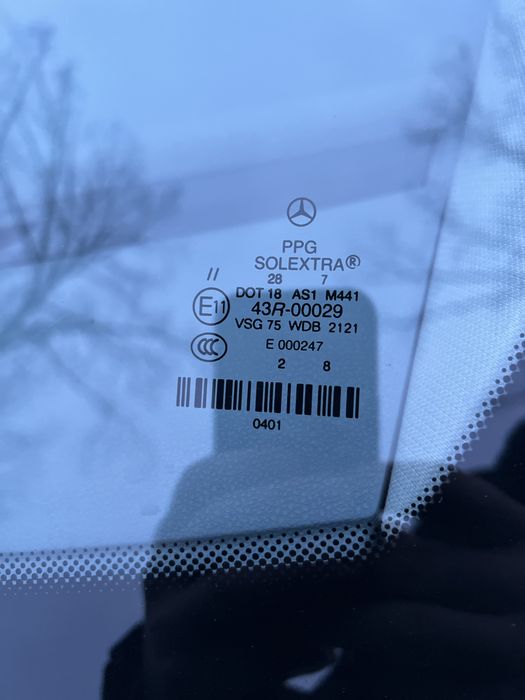 PPG
SOLEXTRA®
// 28 7
DOT 18 AS1 M441
E11 43R-00029
VSG 75 WDB 2121
CCC E 000247
2 8
0401